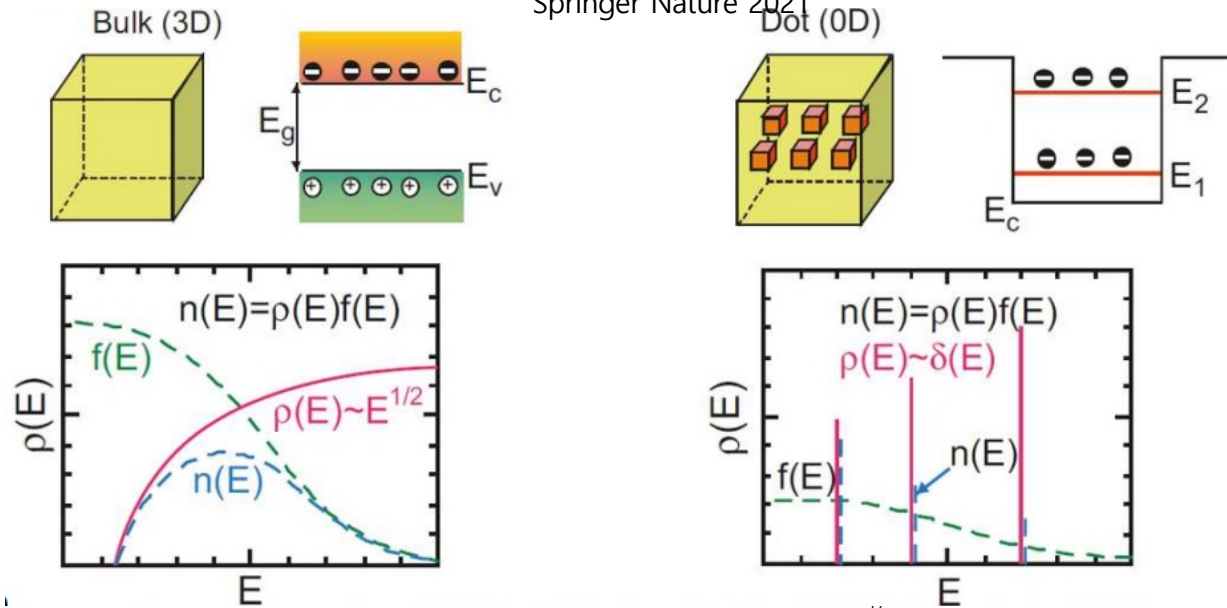 Springer Nature 2021
Bulk (3D)
E_c
E_g
E_v
n(E)=ρ(E)f(E)
f(E)
ρ(E)~E^{1/2}
n(E)
ρ(E)
E
Dot (0D)
E_2
E_1
E_c
n(E)=ρ(E)f(E)
ρ(E)~δ(E)
n(E)
f(E)
ρ(E)
E